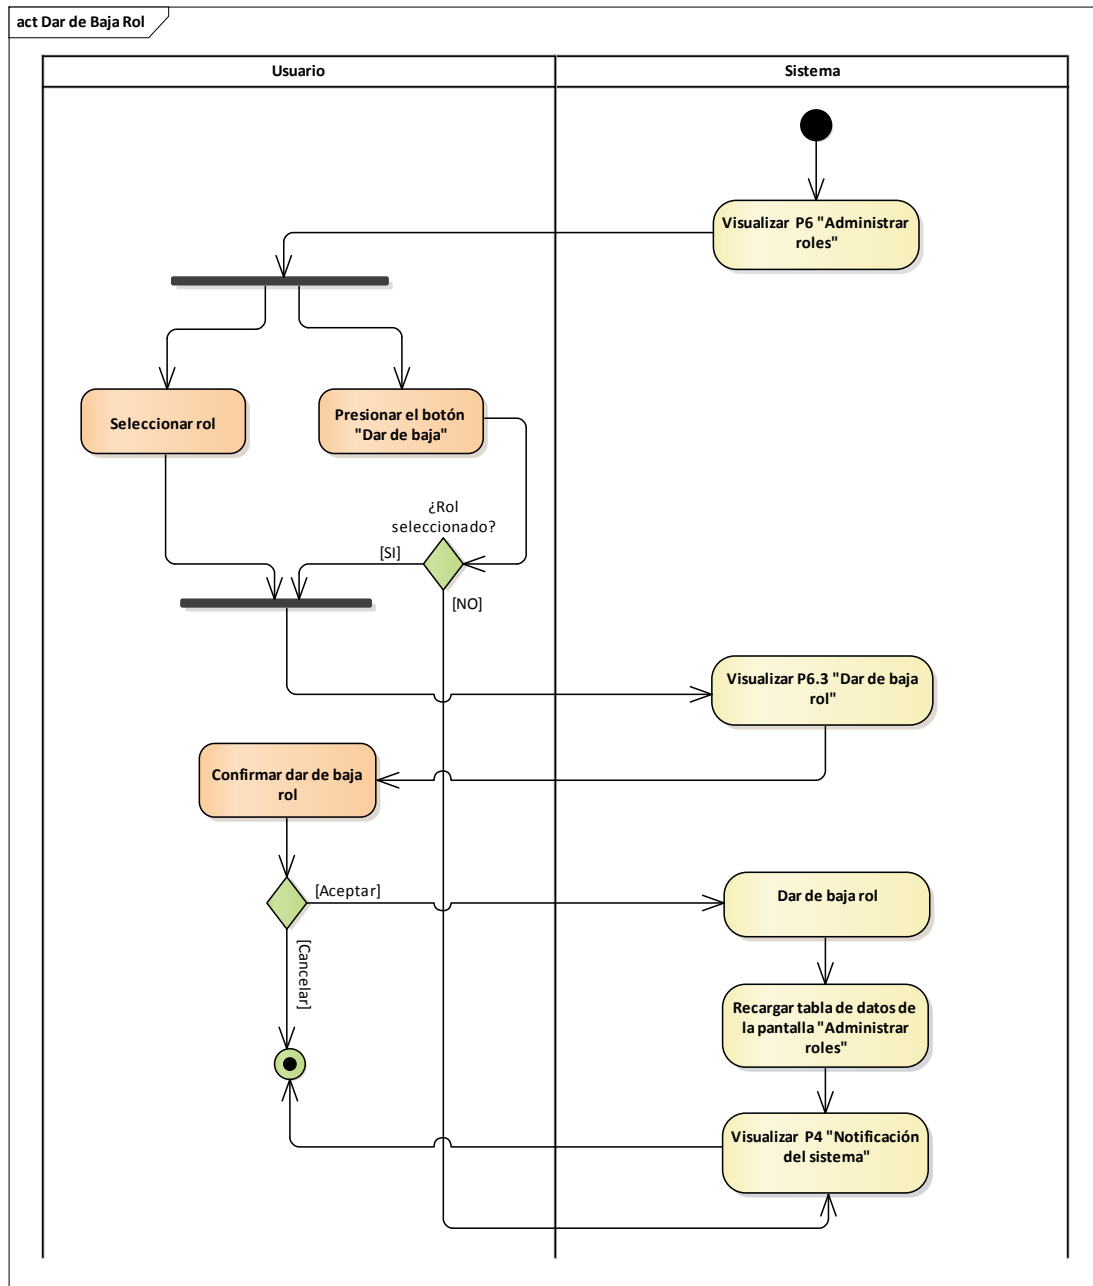 act Dar de Baja Rol
Usuario
Sistema
Visualizar P6 "Administrar
roles"
Seleccionar rol
Presionar el botón
"Dar de baja"
¿Rol
seleccionado?
[SI]
[NO]
Visualizar P6.3 "Dar de baja
rol"
Confirmar dar de baja
rol
[Aceptar]
Dar de baja rol
[Cancelar]
Recargar tabla de datos de
la pantalla "Administrar
roles"
Visualizar P4 "Notificación
del sistema"